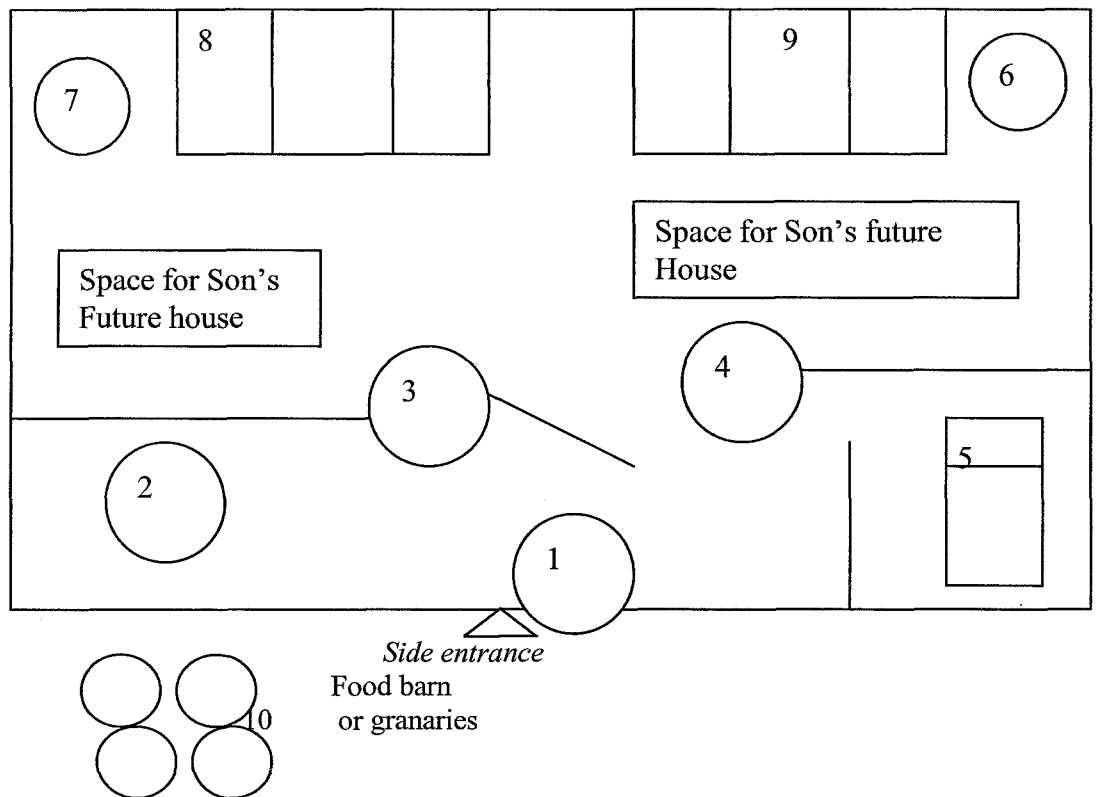 8
9
7
6
Space for Son's future
House
Space for Son's
Future house
4
3
5
2
1
Side entrance
Food barn
or granaries
10